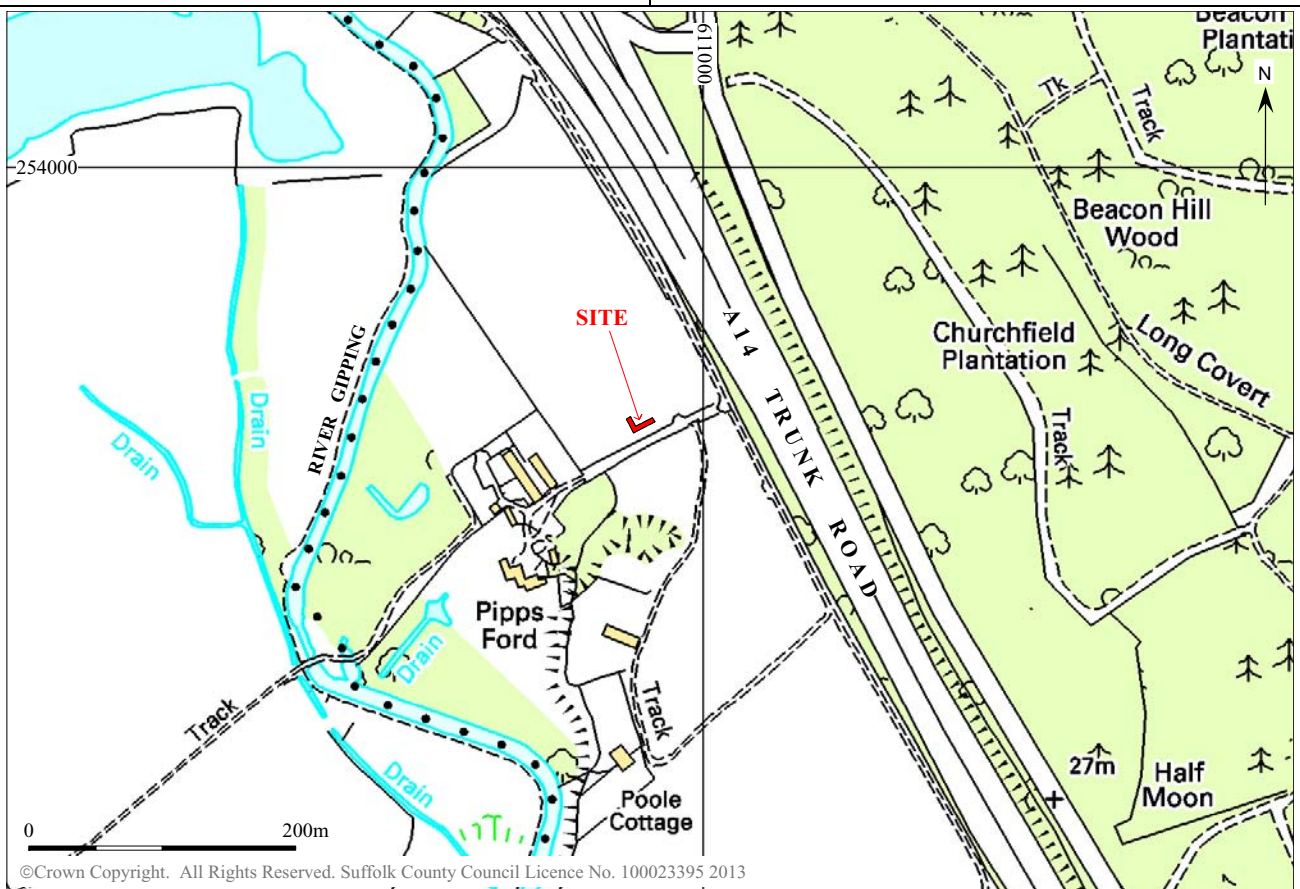 Beacon
Plantati
611000
N
Tk
Track
254000
Beacon Hill
Wood
SITE
A14 TRUNK ROAD
Churchfield
Plantation
Long Covert
RIVER GIPPING
Drain
Drain
Track
Pipps
Ford
Drain
Track
Track
Drain
27m
Half
Moon
Poole
Cottage
0
200m
©Crown Copyright. All Rights Reserved. Suffolk County Council Licence No. 100023395 2013